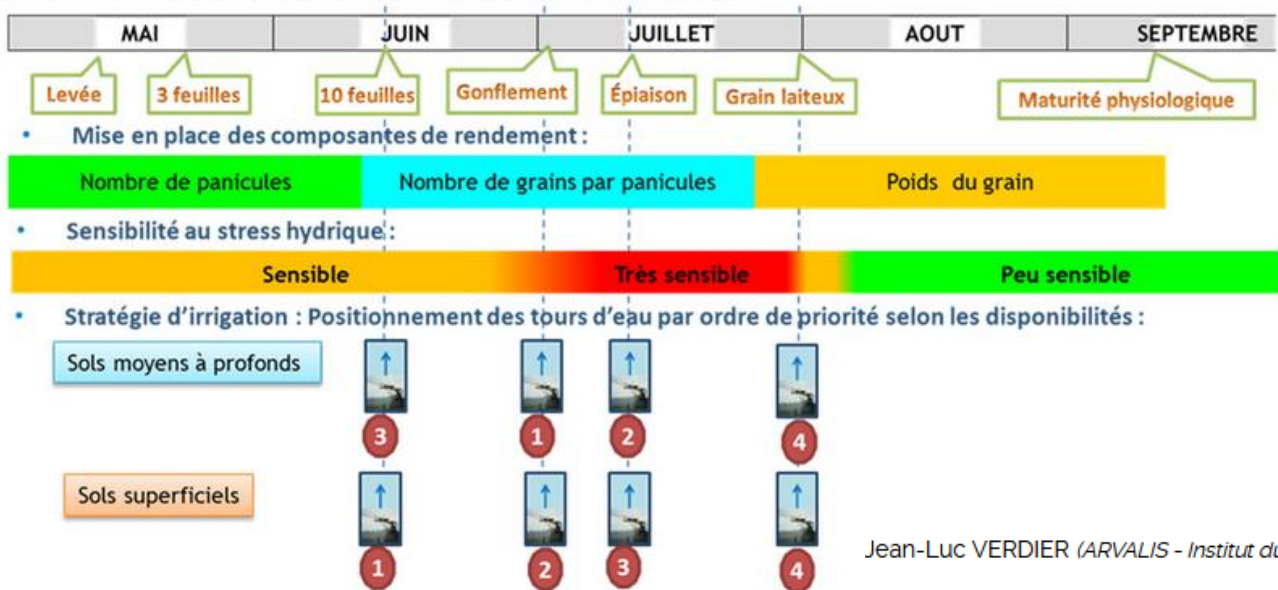 MAI JUIN JUILLET AOUT SEPTEMBRE
Levée 3 feuilles 10 feuilles Gonflement Épiaison Grain laiteux Maturité physiologique
• Mise en place des composantes de rendement :
Nombre de panicules Nombre de grains par panicules Poids du grain
• Sensibilité au stress hydrique :
Sensible Très sensible Peu sensible
• Stratégie d'irrigation : Positionnement des tours d'eau par ordre de priorité selon les disponibilités :
Sols moyens à profonds
3 1 2 4
Sols superficiels
1 2 3 4
Jean-Luc VERDIER (ARVALIS - Institut du